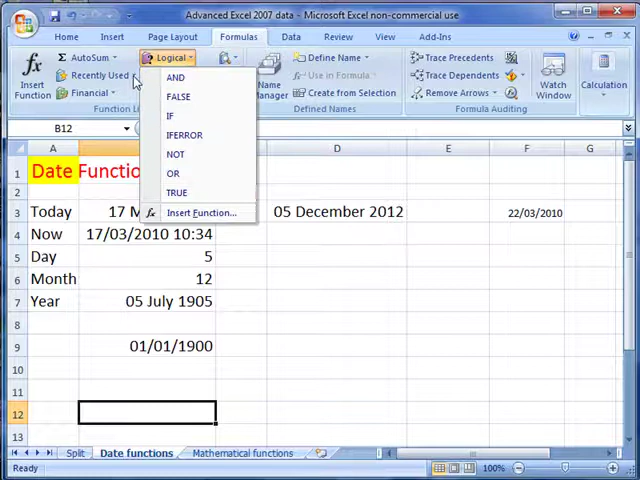 Advanced Excel 2007 data - Microsoft Excel non-commercial use
Home Insert Page Layout Formulas Data Review View Add-Ins
Insert Function
AutoSum
Recently Used
Financial
Logical
Name Manager
Define Name
Use in Formula
Create from Selection
Defined Names
Trace Precedents
Trace Dependents
Remove Arrows
Formula Auditing
Watch Window
Calculation
AND
FALSE
IF
IFERROR
NOT
OR
TRUE
fx Insert Function...
B12
A D E F G
1 Date Functio
2
3 Today 17 M 05 December 2012 22/03/2010
4 Now 17/03/2010 10:34
5 Day 5
6 Month 12
7 Year 05 July 1905
8
9 01/01/1900
10
11
12
13
Split Date functions Mathematical functions
Ready 100%